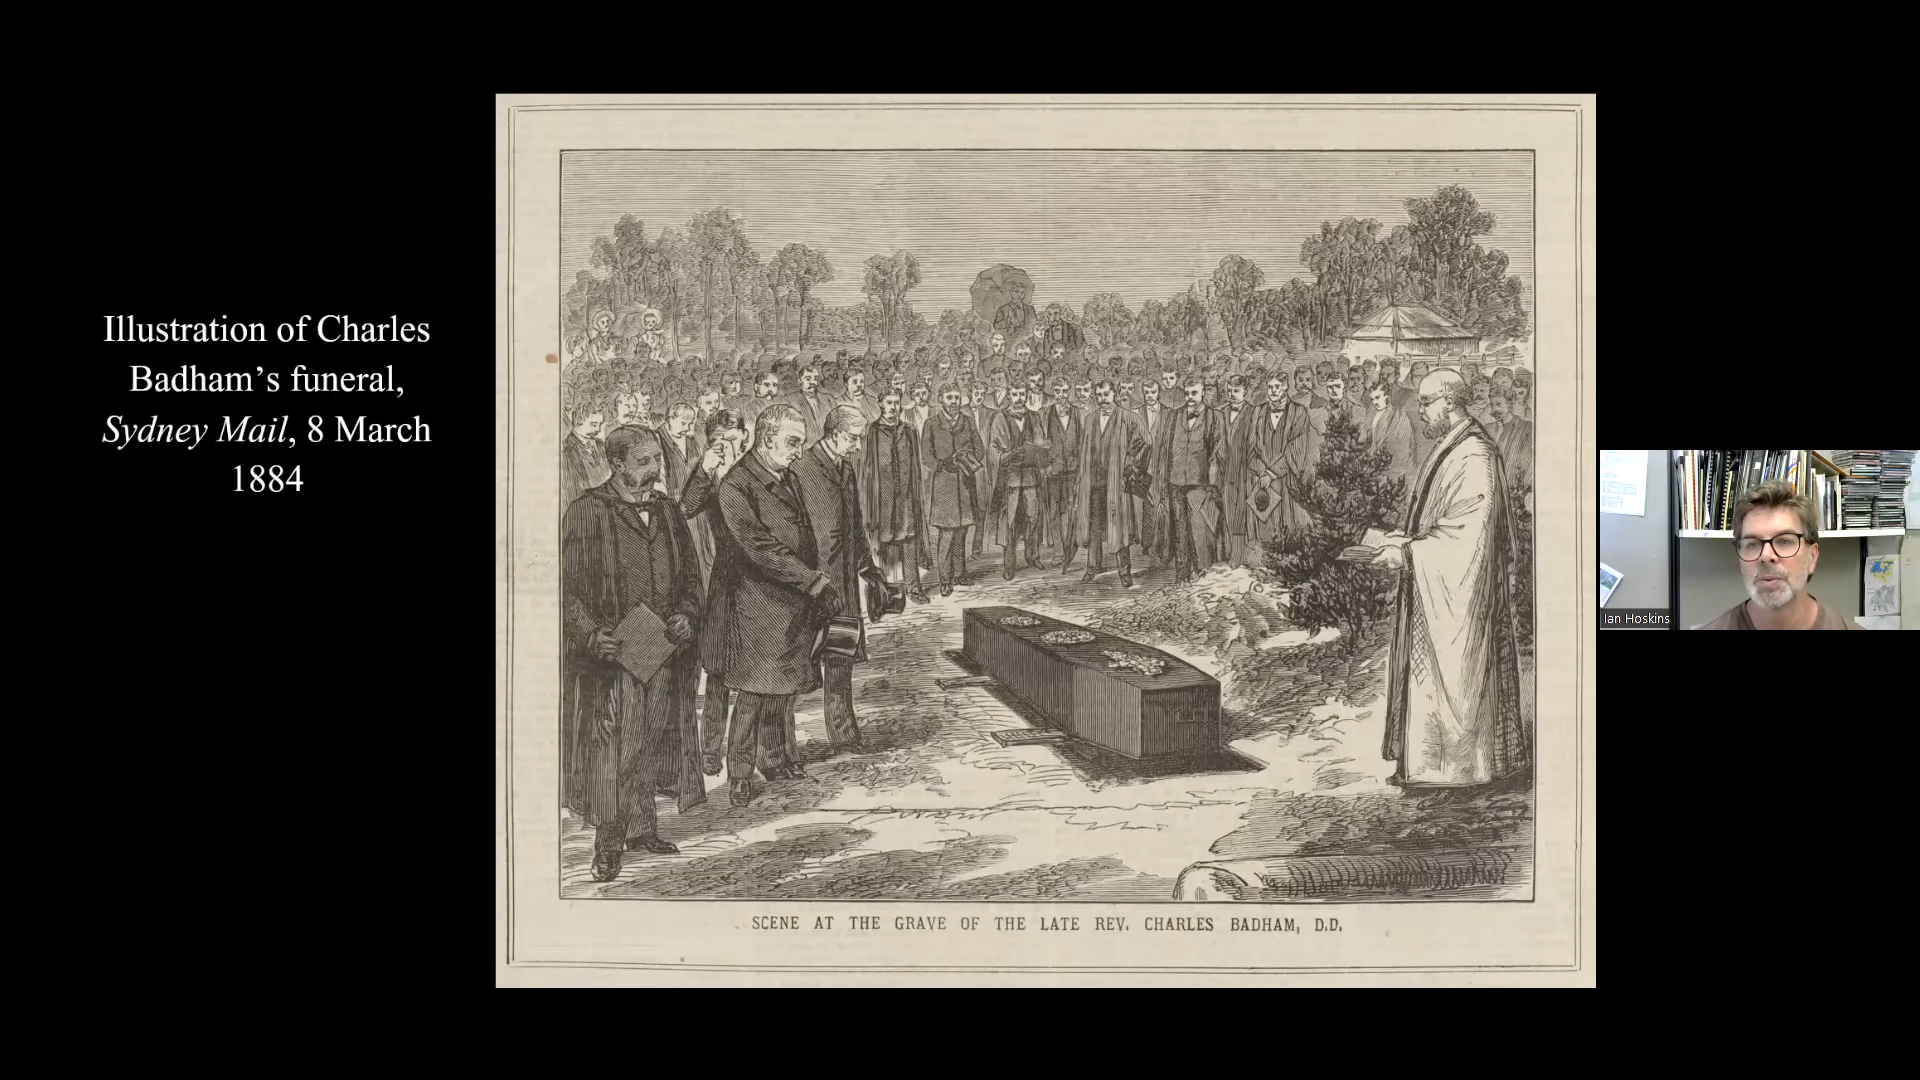 Illustration of Charles
Badham’s funeral,
Sydney Mail, 8 March
1884
SCENE AT THE GRAVE OF THE LATE REV. CHARLES BADHAM, D.D.
Ian Hoskins